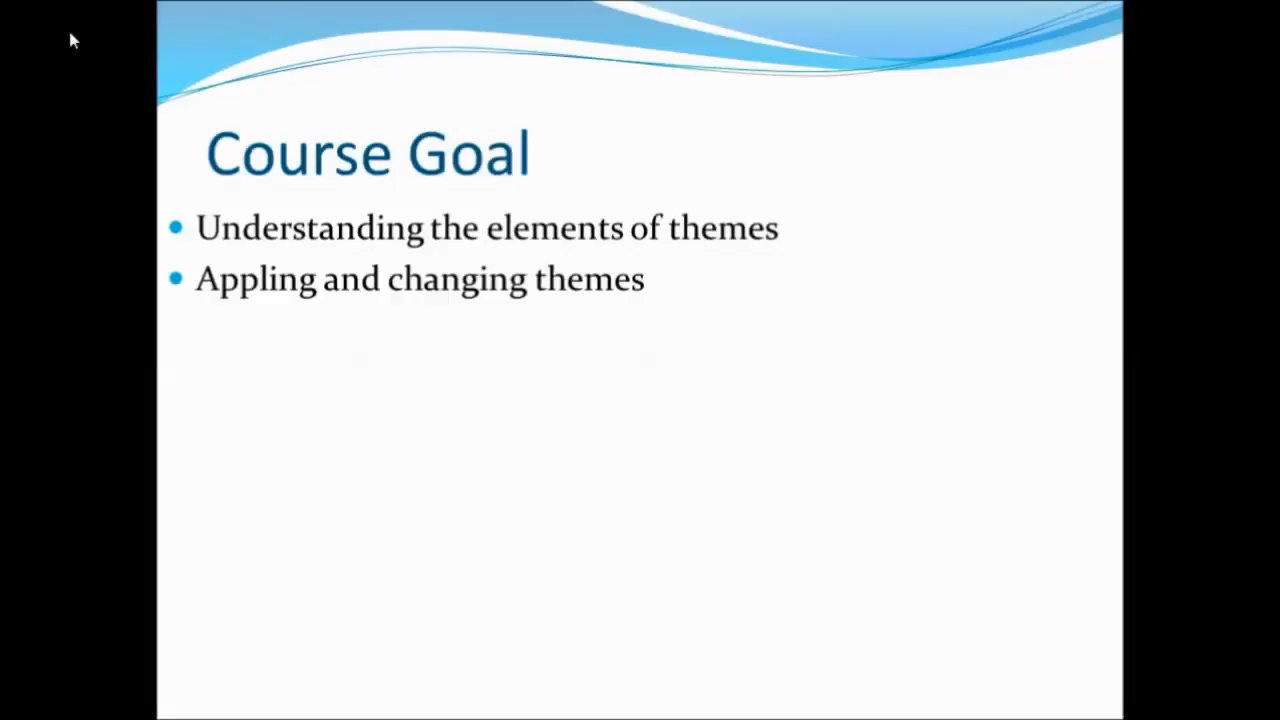 Course Goal
• Understanding the elements of themes
• Appling and changing themes